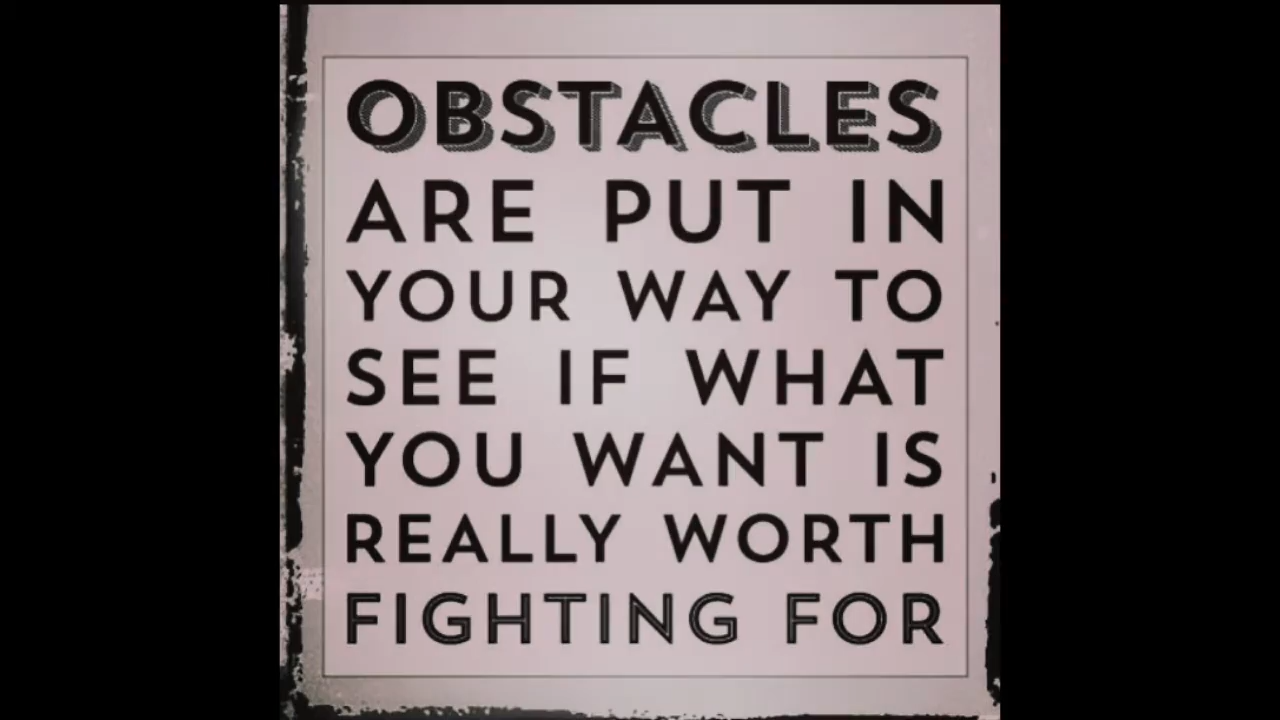 OBSTACLES
ARE PUT IN
YOUR WAY TO
SEE IF WHAT
YOU WANT IS
REALLY WORTH
FIGHTING FOR